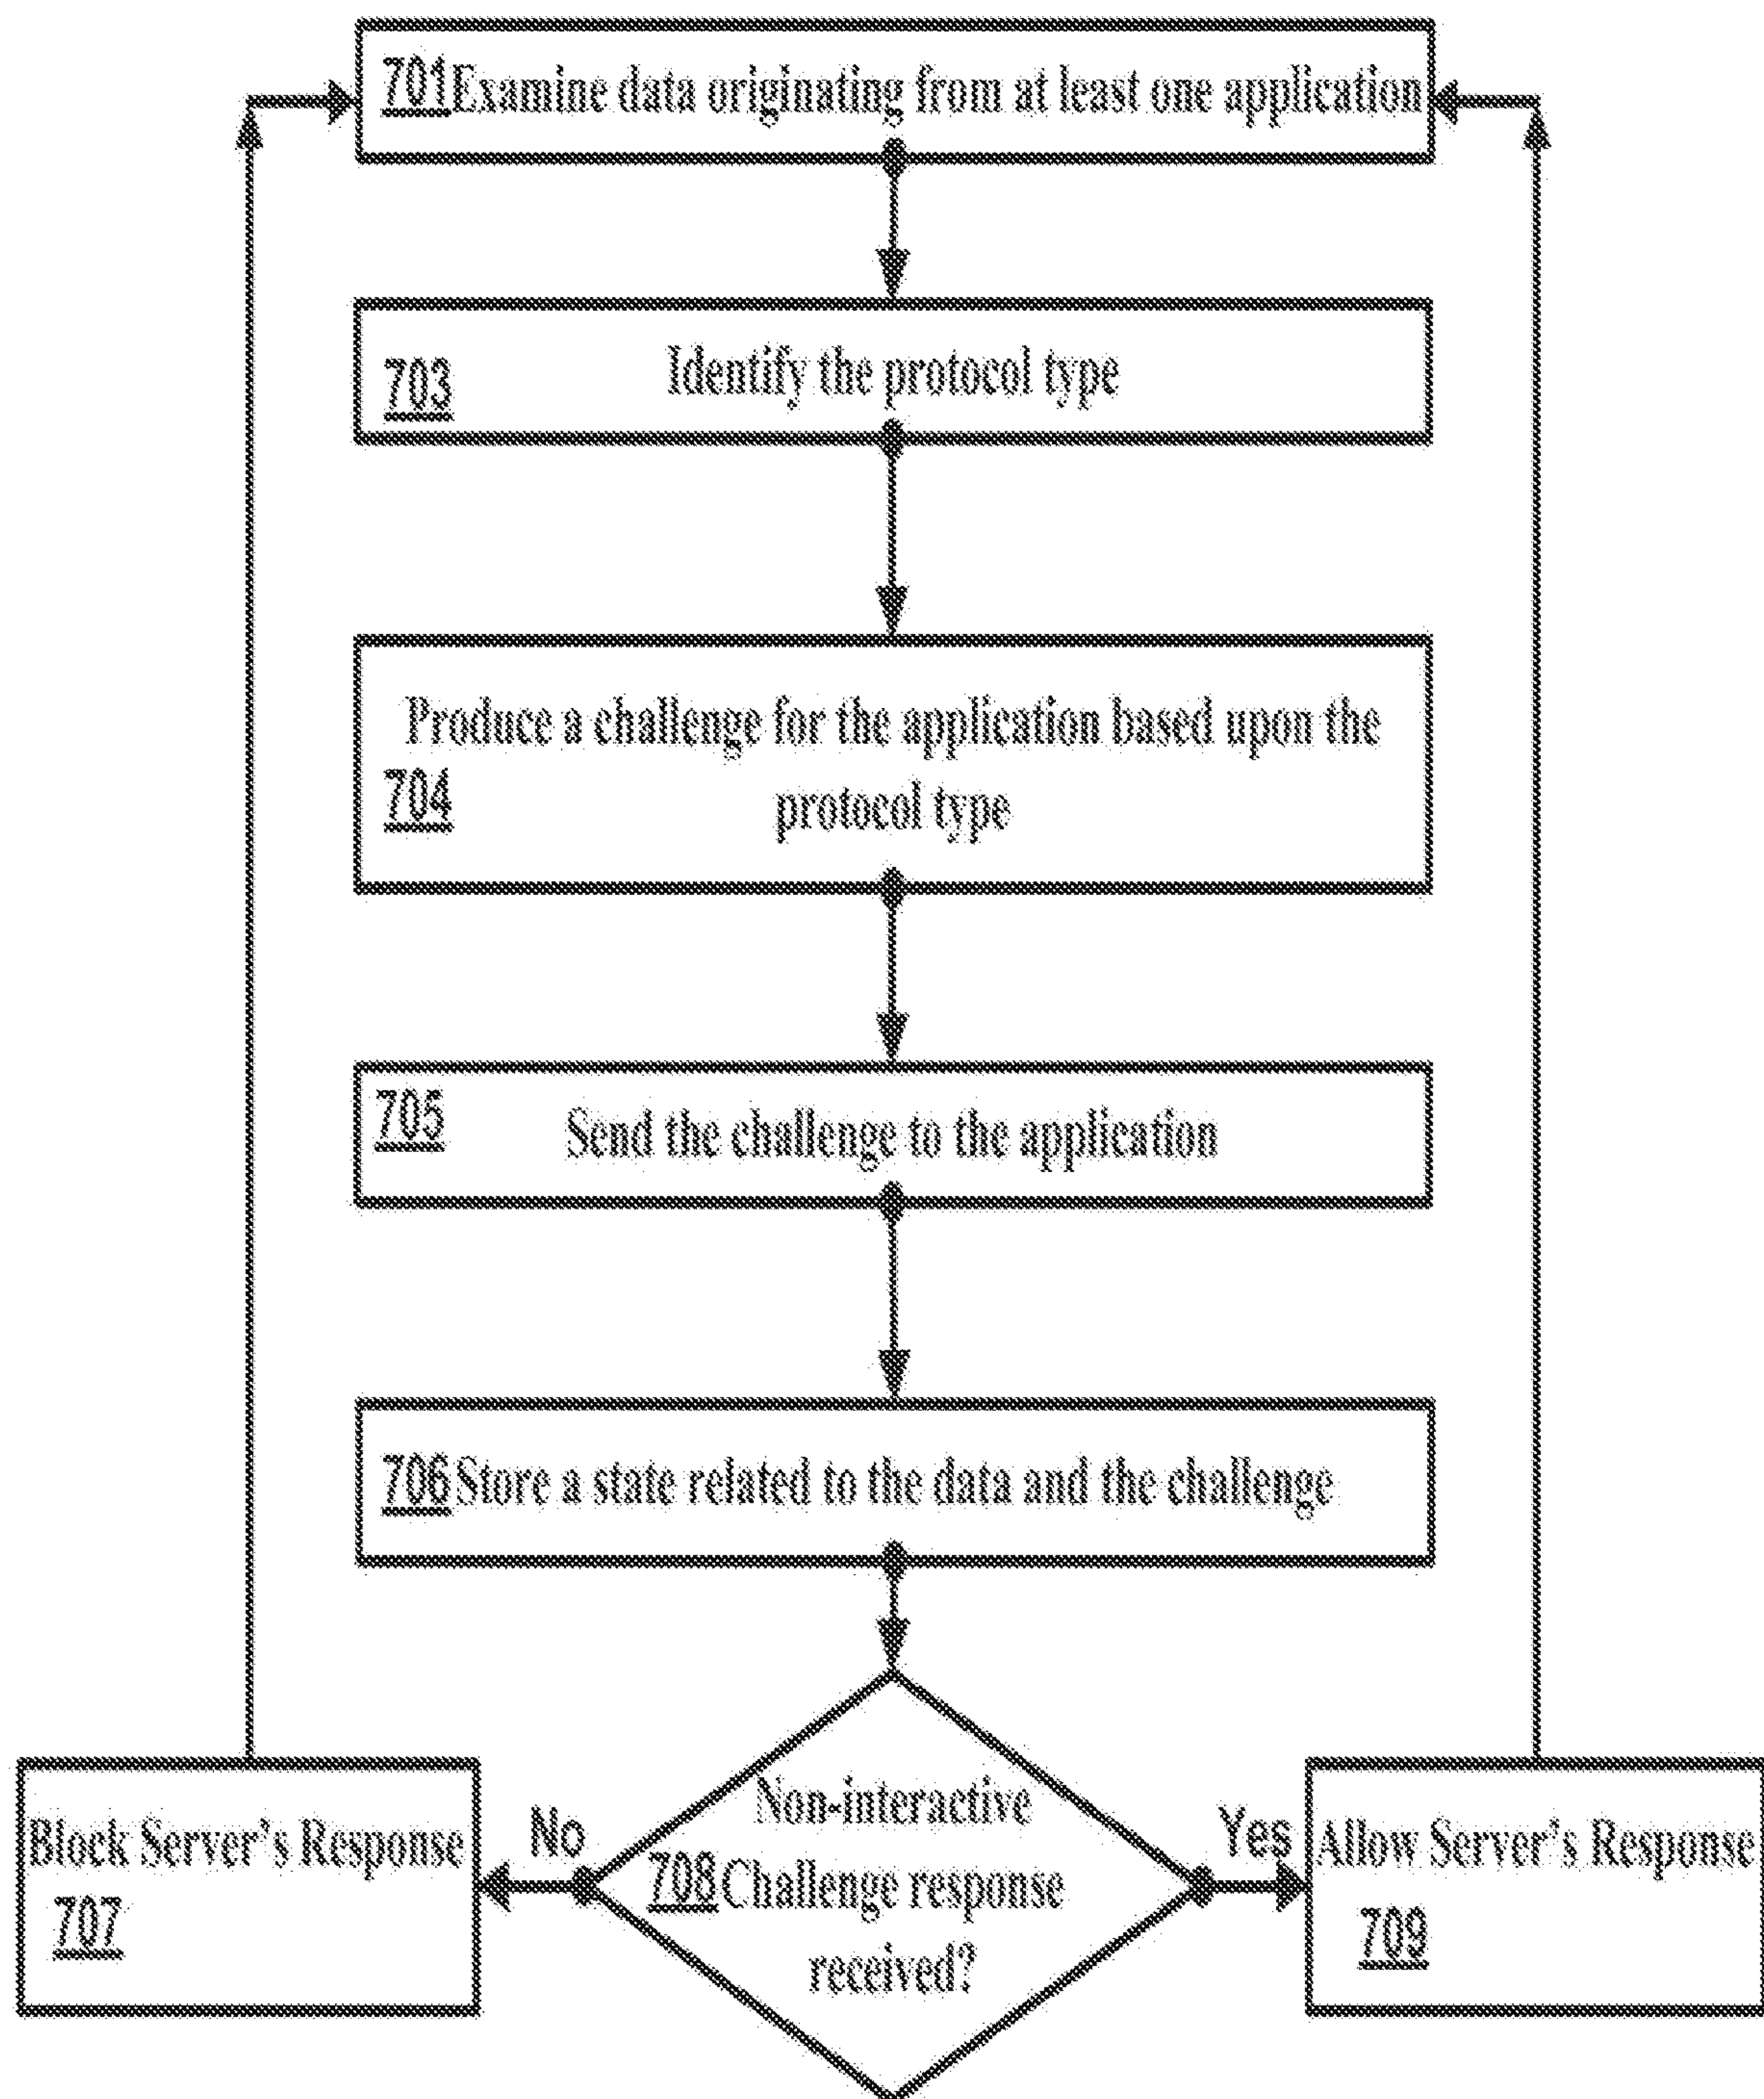 701 Examine data originating from at least one application
Identify the protocol type
703
Produce a challenge for the application based upon the
704
protocol type
705
Send the challenge to the application
706 Store a state related to the data and the challenge
Non-interactive
No
Yes
Block Server's Response
707
708 Challenge response
received?
Allow Server's Response
709